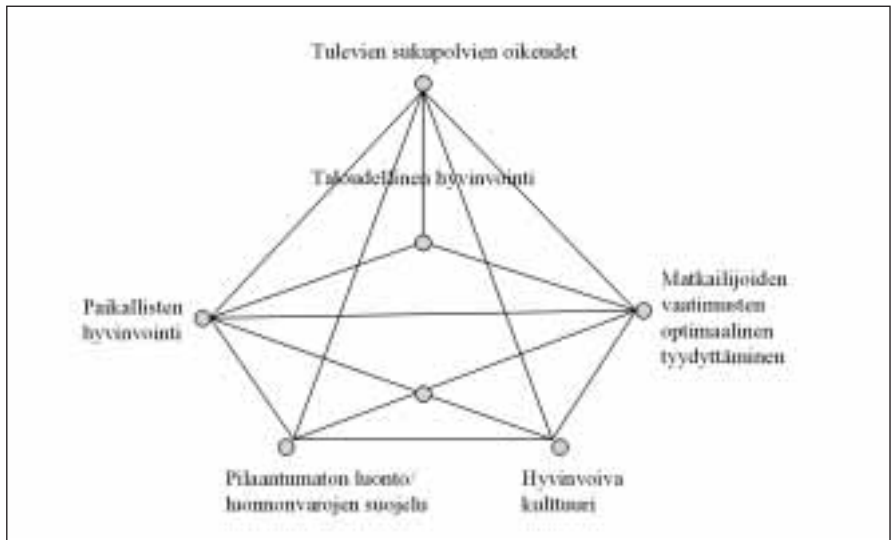 Tulevien sukupolvien oikeudet
Taloudellinen hyvinvointi
Paikallisten
hyvinvointi
Matkailijoiden
vaatimusten
optimaalinen
tyydyttäminen
Pilaantumaton luonto/
luonnonvarojen suojelu
Hyvinvoiva
kulttuuri